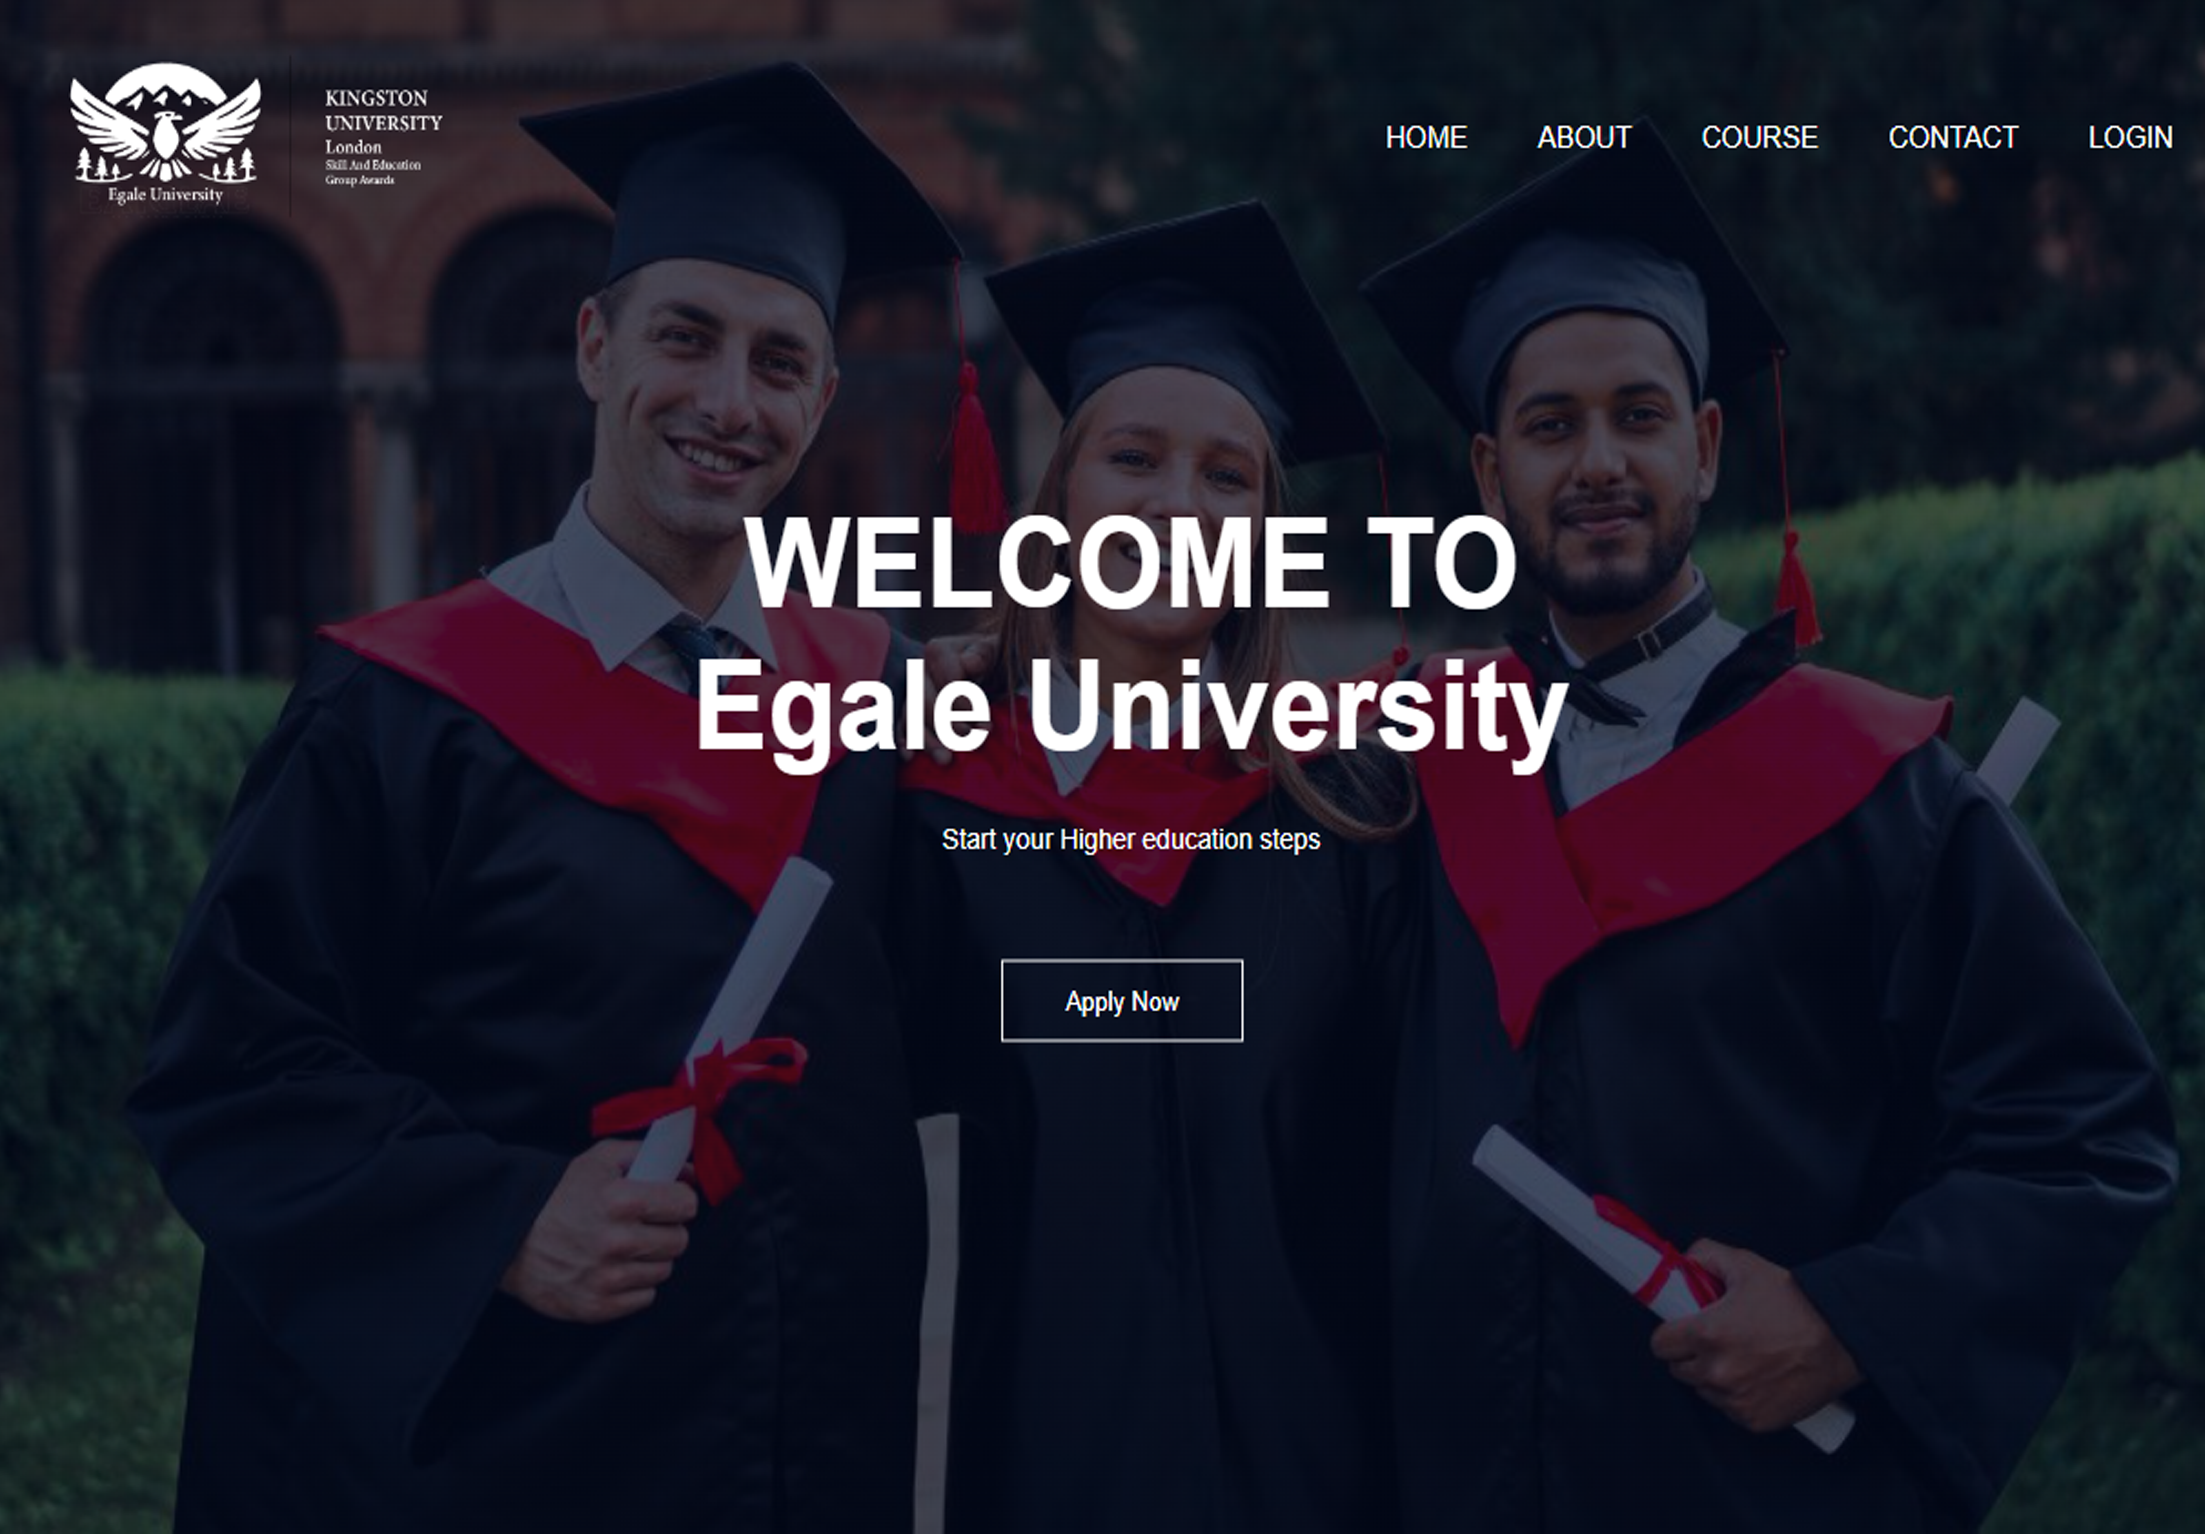 KINGSTON
UNIVERSITY
London
Skill And Education
Group Awards
Egale University
HOME ABOUT COURSE CONTACT LOGIN
WELCOME TO
Egale University
Start your Higher education steps
Apply Now